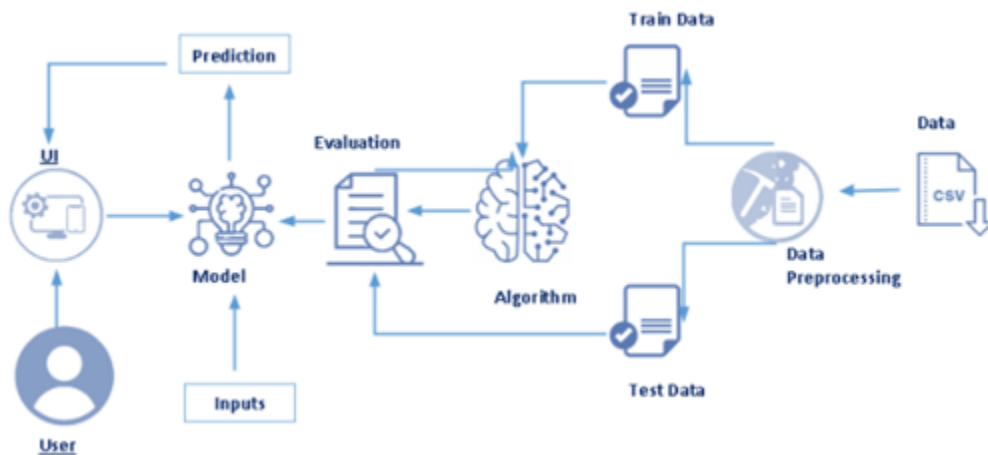 Train Data
Prediction
Data
Evaluation
UI
CSV
Model
Data
Preprocessing
Algorithm
Inputs
Test Data
User